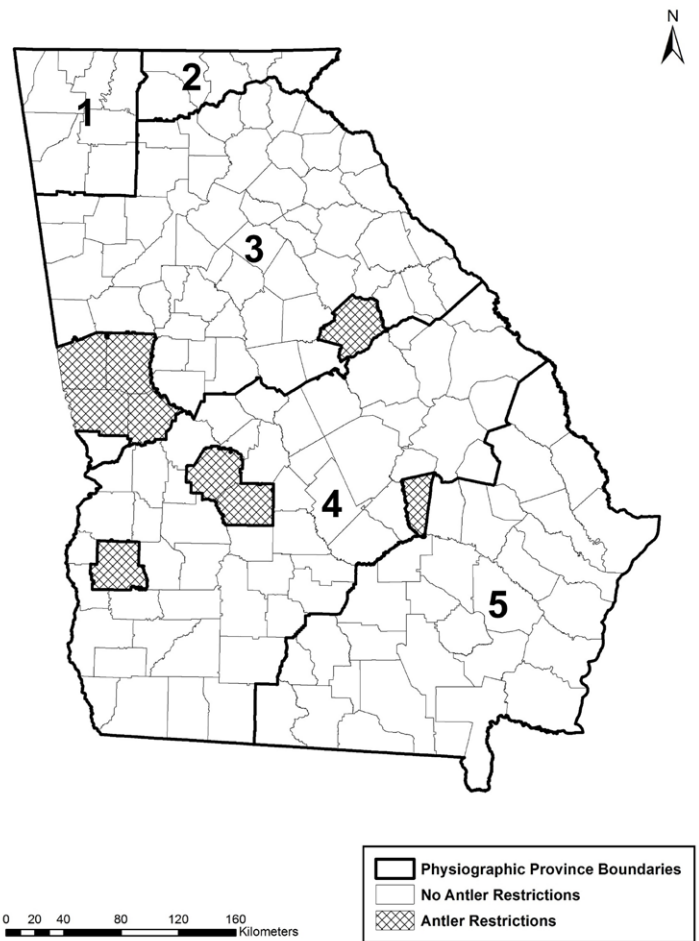 N
1
2
3
4
5
Physiographic Province Boundaries
No Antler Restrictions
Antler Restrictions
0 20 40 80 120 160
Kilometers